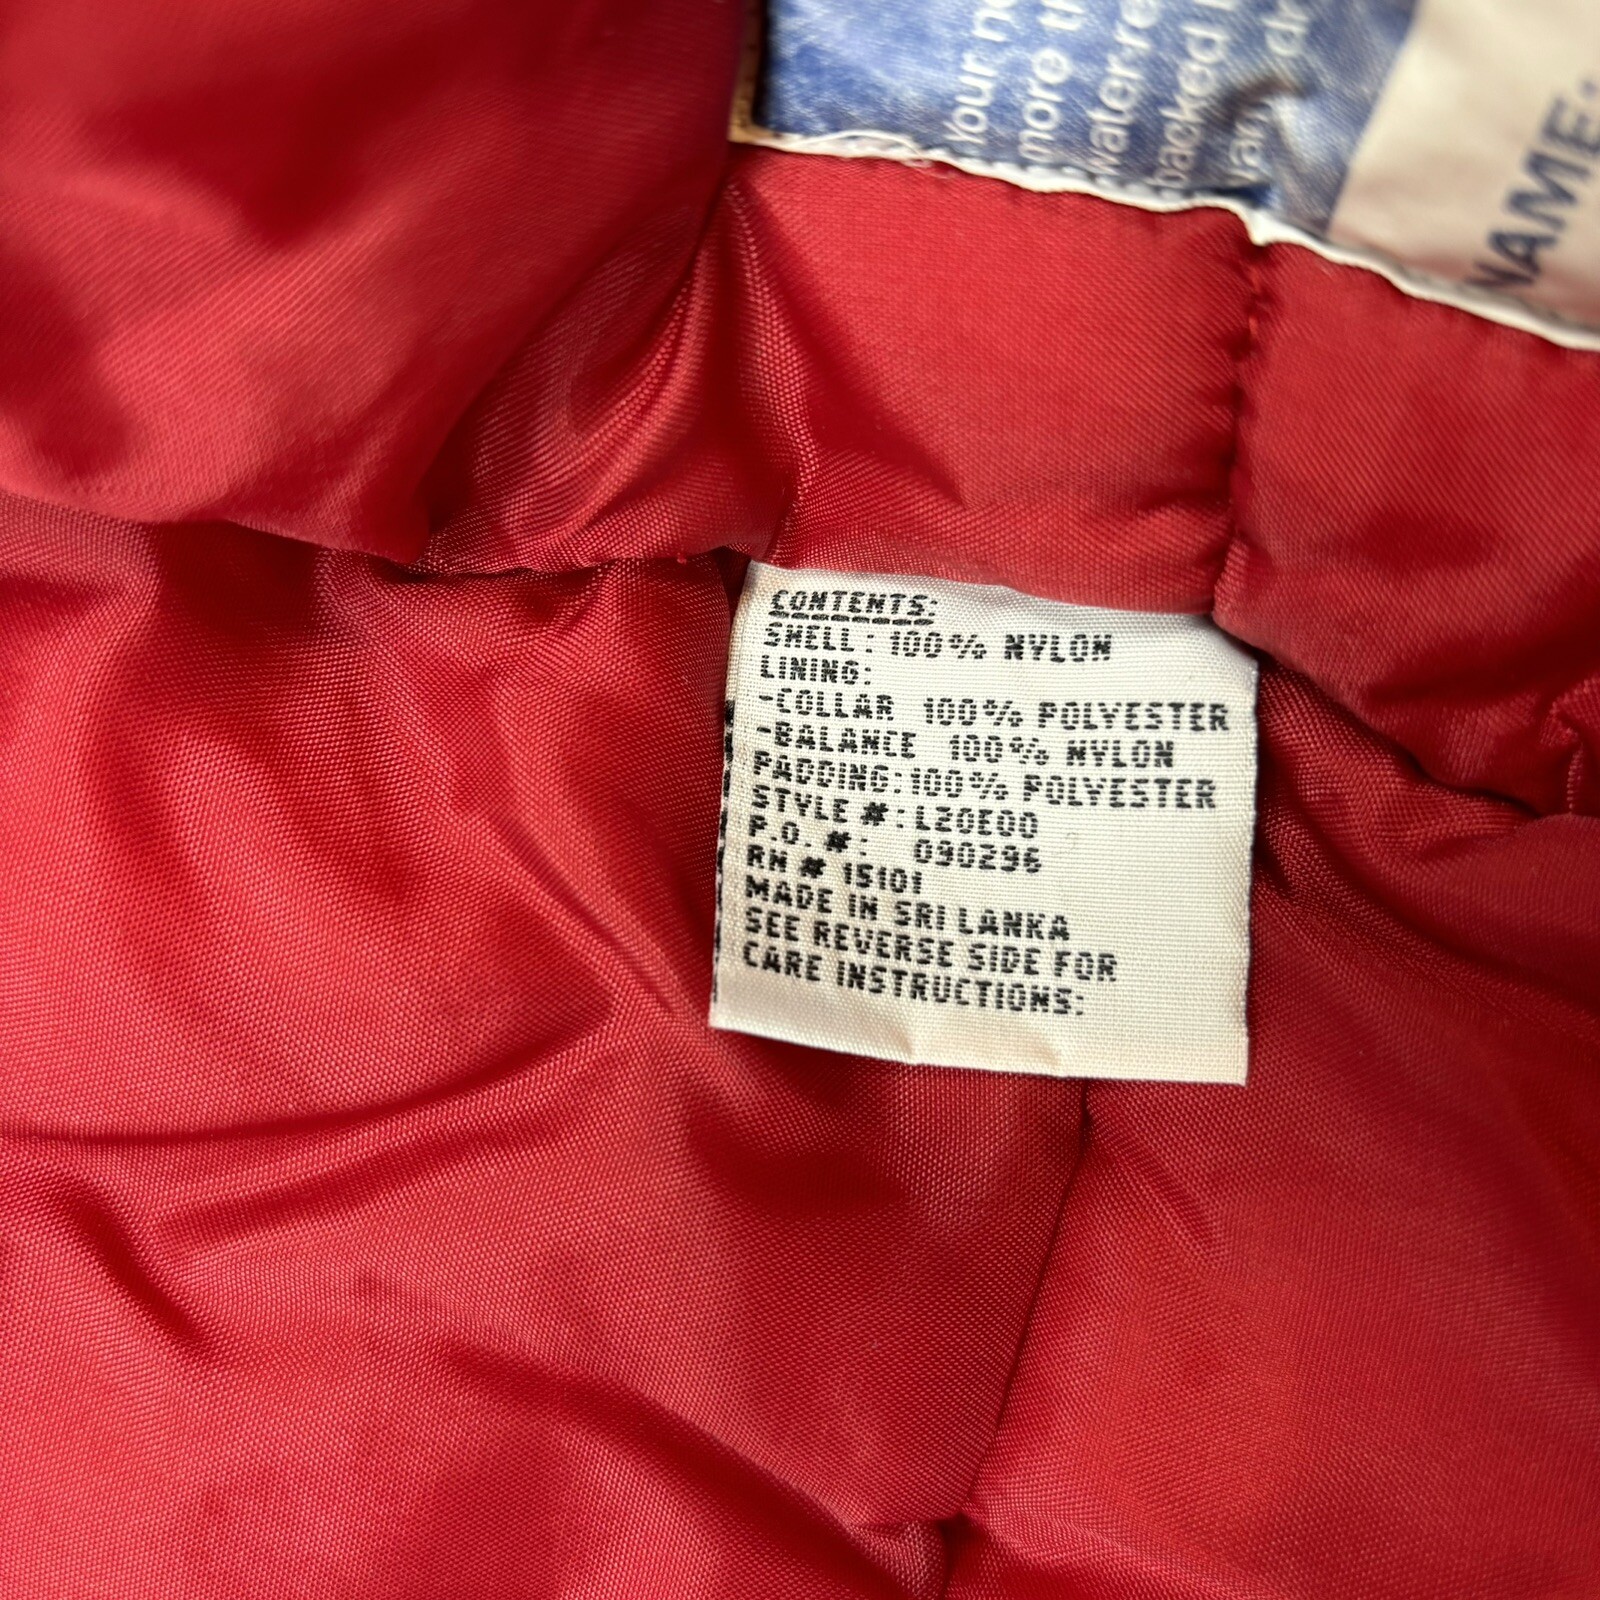 Your
more
water-re
backed
NAME:
CONTENTS:
SHELL: 100% NYLON
LINING:
-COLLAR 100% POLYESTER
-BALANCE 100% NYLON
PADDING: 100% POLYESTER
STYLE #: L20E00
P.O. #: 090296
RN # 15101
MADE IN SRI LANKA
SEE REVERSE SIDE FOR
CARE INSTRUCTIONS: